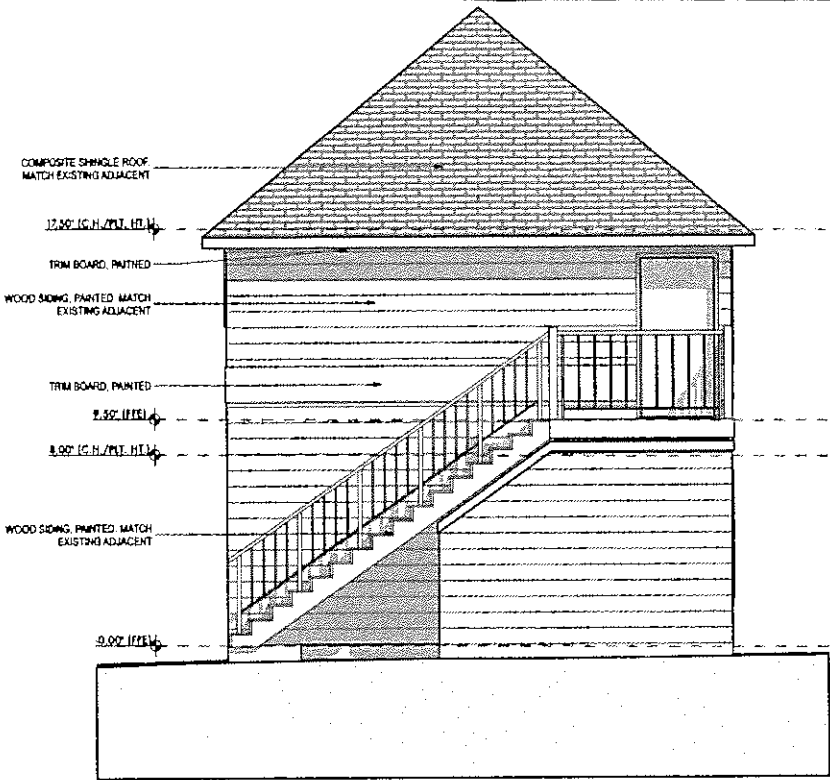 COMPOSITE SHINGLE ROOF.
MATCH EXISTING ADJACENT
17.50' (C.H./PLT. HT.)
TRIM BOARD, PAITNED
WOOD SIDING, PAINTED. MATCH
EXISTING ADJACENT
TRIM BOARD, PAINTED
9.50' (FFE)
8.00' (C.H./PLT. HT.)
WOOD SIDING, PAINTED. MATCH
EXISTING ADJACENT
0.00' (FFE)